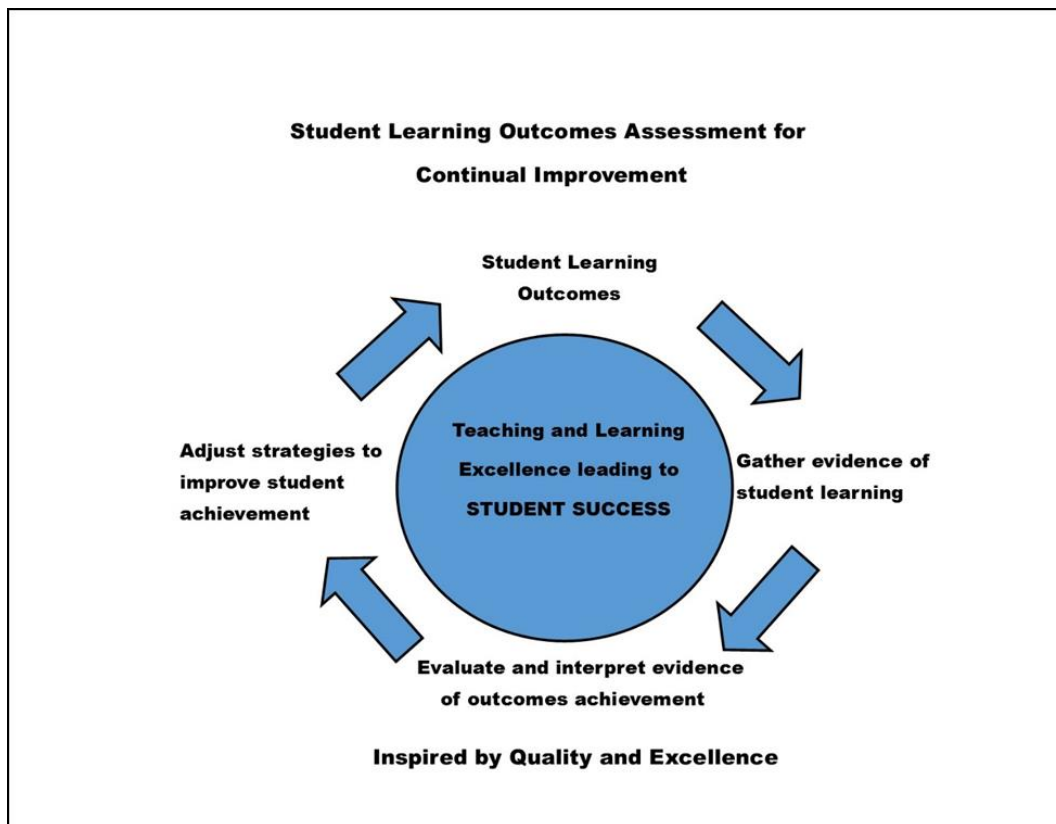 Student Learning Outcomes Assessment for
Continual Improvement
Student Learning
Outcomes
Teaching and Learning
Excellence leading to
STUDENT SUCCESS
Gather evidence of
student learning
Evaluate and interpret evidence
of outcomes achievement
Adjust strategies to
improve student
achievement
Inspired by Quality and Excellence